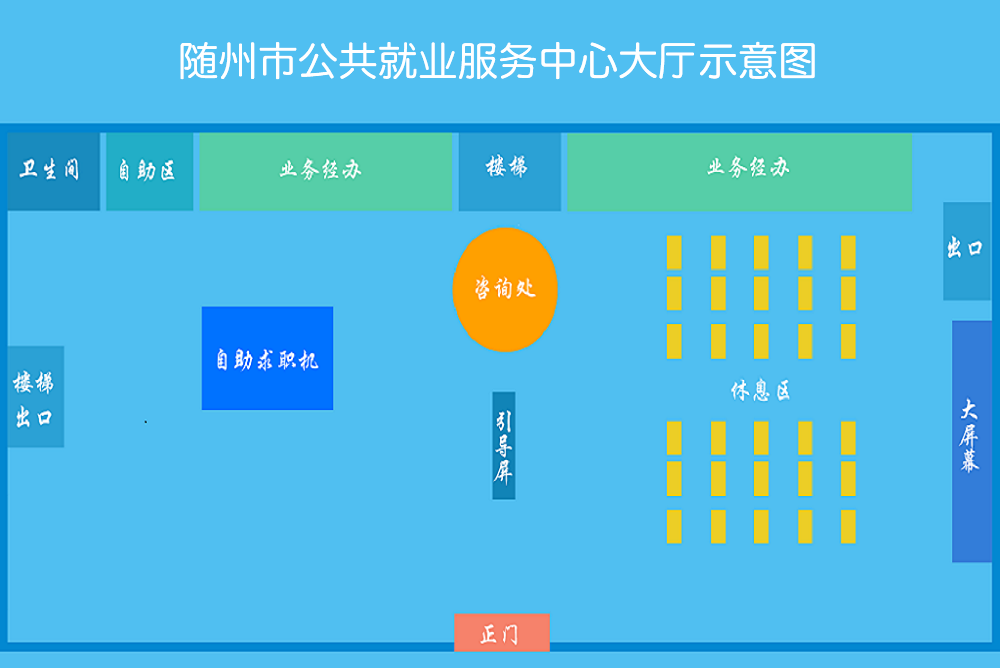 随州市公共就业服务中心大厅示意图
卫生间
自助区
业务经办
楼梯
业务经办
出口
咨询处
自助求职机
楼梯
出口
休息区
引导屏
大屏幕
正门